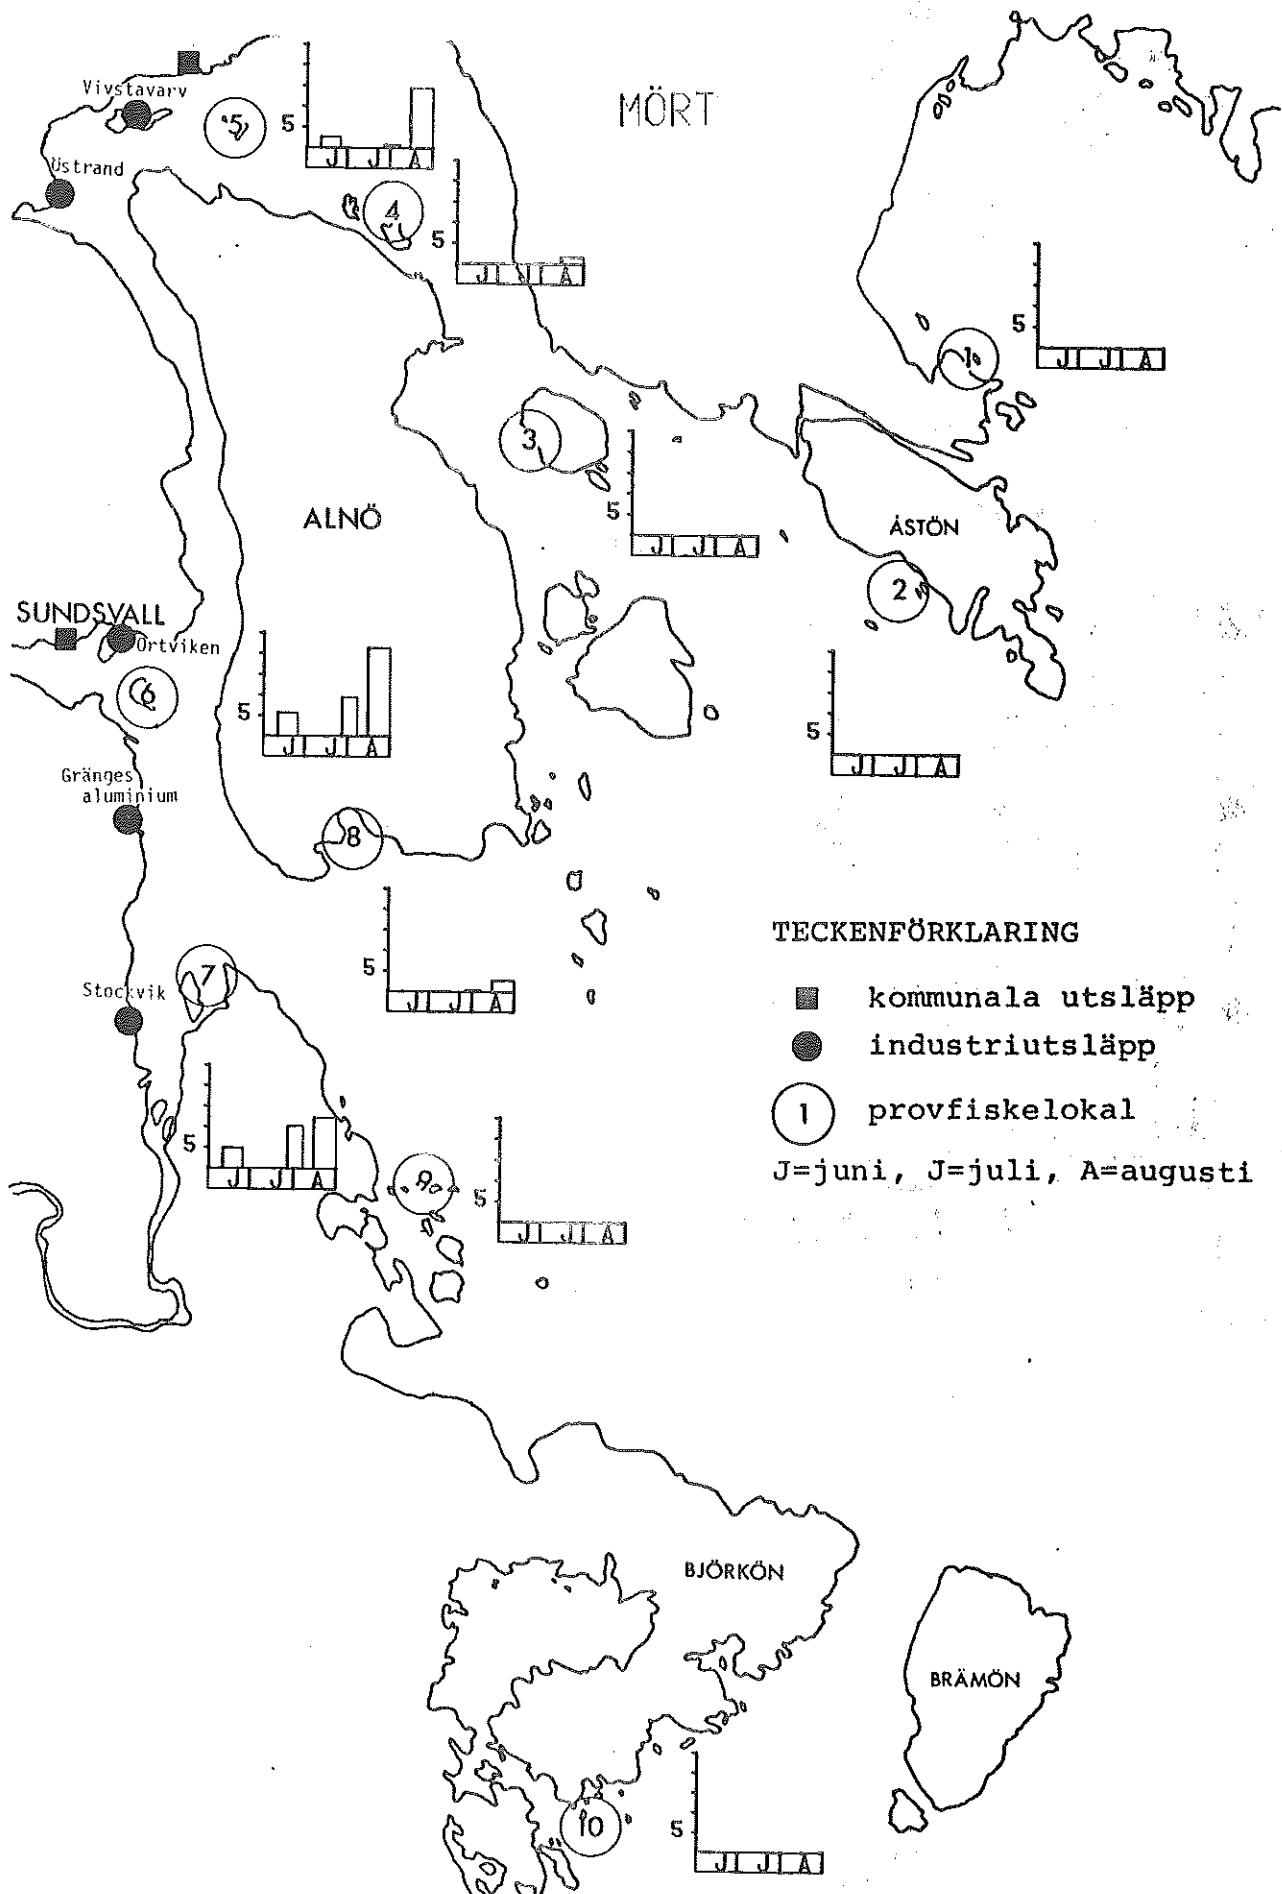 MÖRT
Vivstavarv
5
5
J J A
Östrand
4
5
J J A
5
J J A
1
3
5
J J A
ALNÖ
ÅSTÖN
2
SUNDSVALL
Ortviken
6
5
J J A
5
J J A
Gränges
aluminium
8
5
J J A
7
Stockvik
5
J J A
9
5
J J A
TECKENFÖRKLARING
kommunala utsläpp
industriutsläpp
1 provfiskelokal
J=juni, J=juli, A=augusti
BJÖRKÖN
BRÄMÖN
10
5
J J A